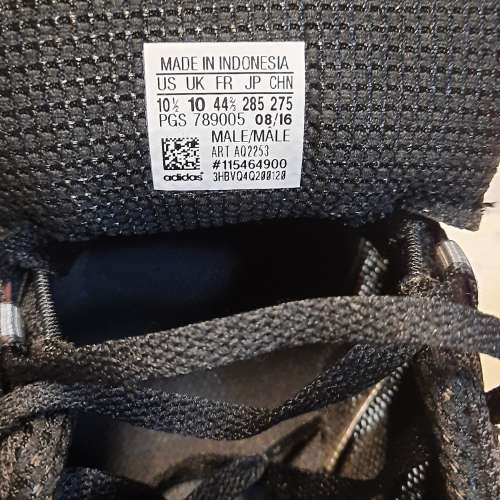 MADE IN INDONESIA
US UK FR JP CHN
10½ 10 44⅔ 285 275
PGS 789005 08/16
MALE/MÂLE
ART AQ2253
#115464900
adidas® 3HBVQ4Q200120